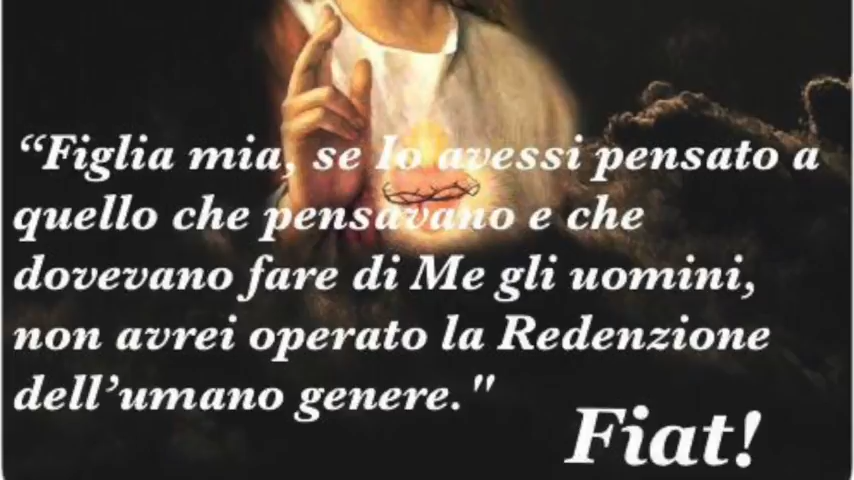 “Figlia mia, se Io avessi pensato a
quello che pensavano e che
dovevano fare di Me gli uomini,
non avrei operato la Redenzione
dell’umano genere."
Fiat!